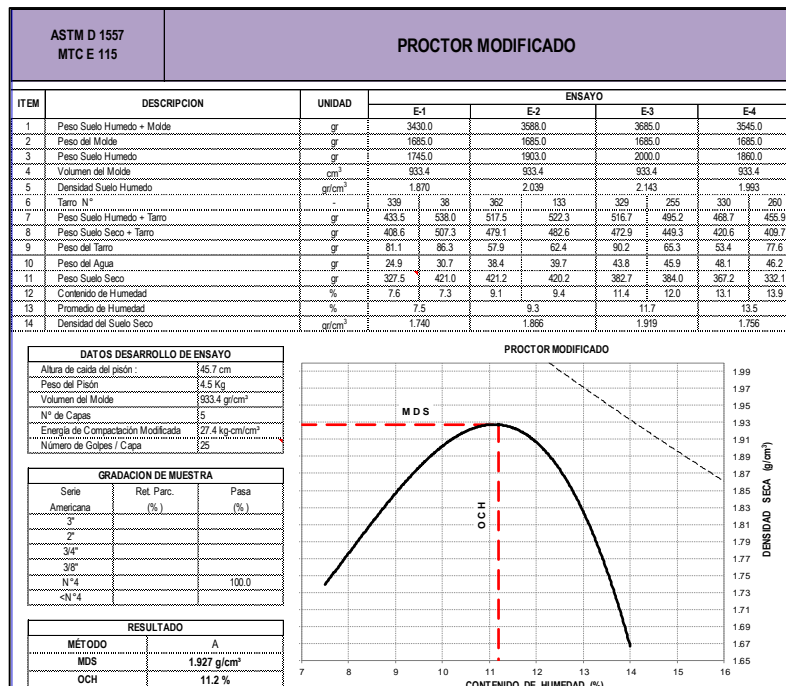 ASTM D 1557
MTC E 115
PROCTOR MODIFICADO
ITEM DESCRIPCION UNIDAD ENSAYO
E-1 E-2 E-3 E-4
1 Peso Suelo Humedo + Molde gr 3430.0 3588.0 3685.0 3545.0
2 Peso del Molde gr 1685.0 1685.0 1685.0 1685.0
3 Peso Suelo Humedo gr 1745.0 1903.0 2000.0 1860.0
4 Volumen del Molde cm³ 933.4 933.4 933.4 933.4
5 Densidad Suelo Humedo gr/cm³ 1.870 2.039 2.143 1.993
6 Tarro N° - 339 38 362 133 329 255 330 260
7 Peso Suelo Humedo + Tarro gr 433.5 538.0 517.5 522.3 516.7 495.2 468.7 455.9
8 Peso Suelo Seco + Tarro gr 408.6 507.3 479.1 482.6 472.9 449.3 420.6 409.7
9 Peso del Tarro gr 81.1 86.3 57.9 62.4 90.2 65.3 53.4 77.6
10 Peso del Agua gr 24.9 30.7 38.4 39.7 43.8 45.9 48.1 46.2
11 Peso Suelo Seco gr 327.5 421.0 421.2 420.2 382.7 384.0 367.2 332.1
12 Contenido de Humedad % 7.6 7.3 9.1 9.4 11.4 12.0 13.1 13.9
13 Promedio de Humedad % 7.5 9.3 11.7 13.5
14 Densidad del Suelo Seco gr/cm³ 1.740 1.866 1.919 1.756
DATOS DESARROLLO DE ENSAYO
Altura de caida del pisón : 45.7 cm
Peso del Pisón 4.5 Kg
Volumen del Molde 933.4 gr/cm³
N° de Capas 5
Energía de Compactación Modificada 27.4 kg-cm/cm³
Número de Golpes / Capa 25
GRADACION DE MUESTRA
Serie Ret. Parc. Pasa
Americana (%) (%)
3"
2"
3/4"
3/8"
N°4 100.0
<N°4
RESULTADO
MÉTODO A
MDS 1.927 g/cm³
OCH 11.2 %
PROCTOR MODIFICADO
MDS
OCH
1.99
1.97
1.95
1.93
1.91
1.89
1.87
1.85
1.83
1.81
1.79
1.77
1.75
1.73
1.71
1.69
1.67
1.65
DENSIDAD SECA (g/cm³)
7 8 9 10 11 12 13 14 15 16
CONTENIDO DE HUMEDAD (%)